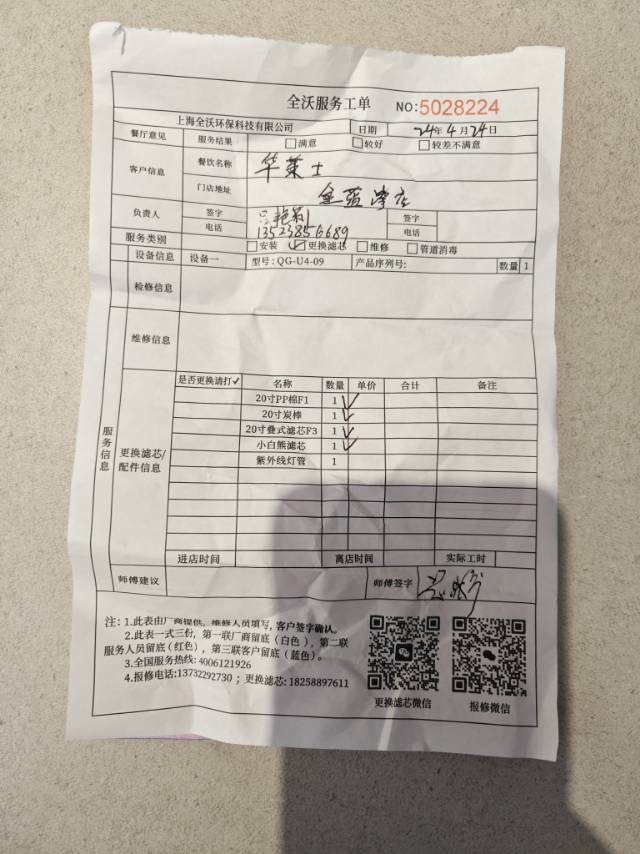 全沃服务工单 NO:5028224
上海全沃环保科技有限公司 日期 24年4月24日
餐厅意见 服务结果 满意 较好 较差不满意
客户信息 餐饮名称 华莱士
门店地址 金蓝湾店
负责人 签字 签字
电话 13523856689 电话
服务类别 安装 更换滤芯 维修 管道消毒
设备信息 设备一 型号:QG-U4-09 产品序列号: 数量 1
检修信息
服务信息
维修信息
更换滤芯/配件信息
是否更换请打✓ 名称 数量 单价 合计 备注
20寸PP棉F1 1 ✓
20寸炭棒 1 ✓
20寸叠式滤芯F3 1 ✓
小白熊滤芯 1 ✓
紫外线灯管 1
进店时间 离店时间 实际工时
师傅建议 师傅签字
注:1.此表由厂商提供,维修人员填写,客户签字确认。
2.此表一式三份,第一联厂商留底(白色),第二联
服务人员留底(红色),第三联客户留底(蓝色)。
3.全国服务热线:4006121926
4.报修电话:13732292730;更换滤芯:18258897611
更换滤芯微信 报修微信